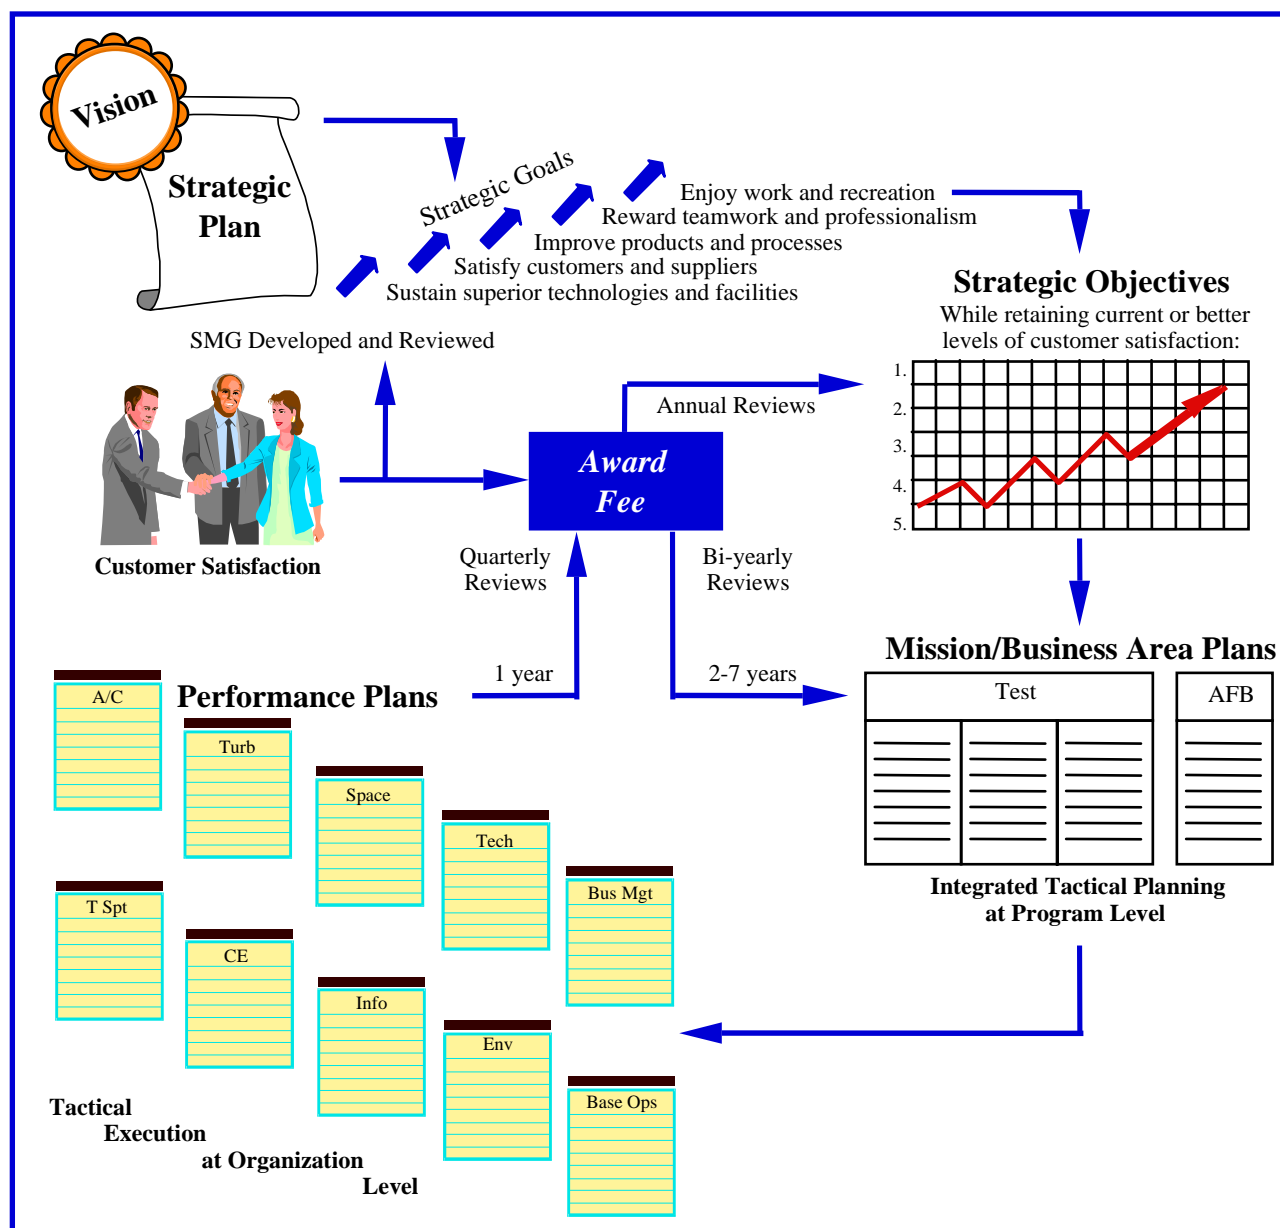 Vision
Strategic
Plan
Strategic Goals
Enjoy work and recreation
Reward teamwork and professionalism
Improve products and processes
Satisfy customers and suppliers
Sustain superior technologies and facilities
SMG Developed and Reviewed
Strategic Objectives
While retaining current or better
levels of customer satisfaction:
1.
2.
3.
4.
5.
Annual Reviews
Award
Fee
Customer Satisfaction
Quarterly
Reviews
Bi-yearly
Reviews
1 year
2-7 years
Mission/Business Area Plans
Test
AFB
Integrated Tactical Planning
at Program Level
Performance Plans
A/C
Turb
Space
Tech
Bus Mgt
T Spt
CE
Info
Env
Base Ops
Tactical
Execution
at Organization
Level